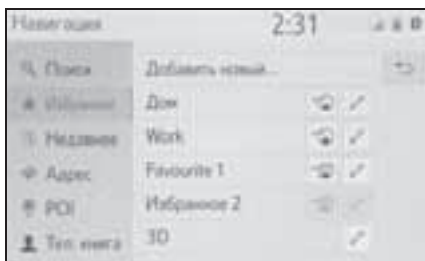 Навигация 2:31
Поиск Добавить новый...
Избранное Дом
Недавнее Work
Адрес Favourite 1
POI Избранное 2
Тел. книга 3D